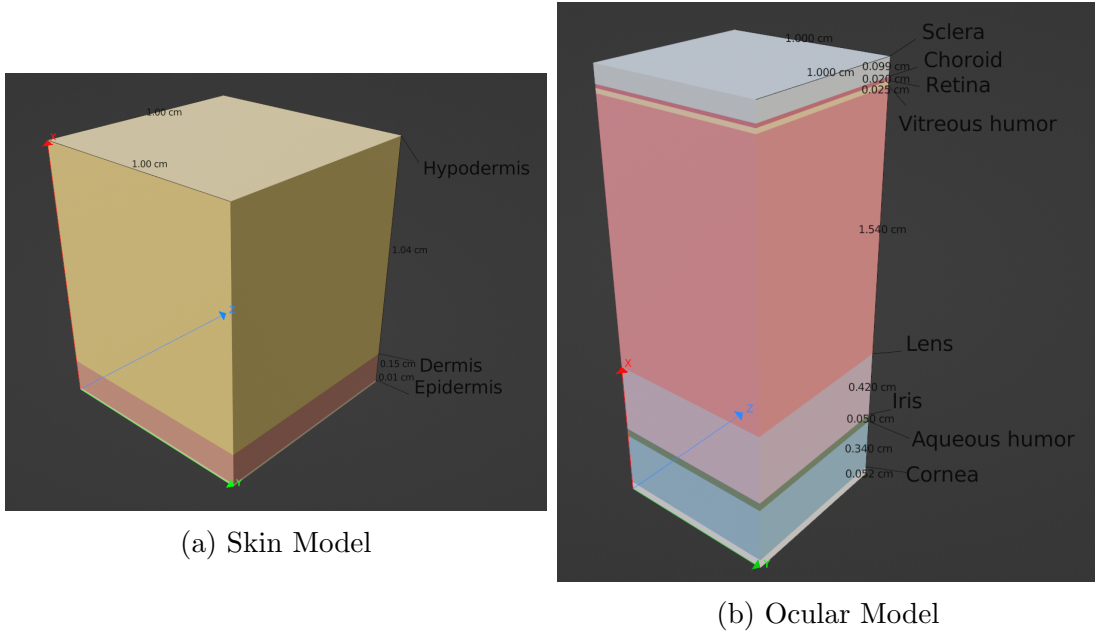 1.00 cm
1.00 cm
X
Hypodermis
1.04 cm
Z
Dermis
0.15 cm
0.01 cm
Epidermis
Y
(a) Skin Model
1.000 cm
Sclera
Choroid
0.099 cm
1.000 cm
0.020 cm
Retina
0.025 cm
Vitreous humor
1.540 cm
Lens
X
0.420 cm
Iris
Z
0.050 cm
Aqueous humor
0.340 cm
Cornea
0.052 cm
Y
(b) Ocular Model